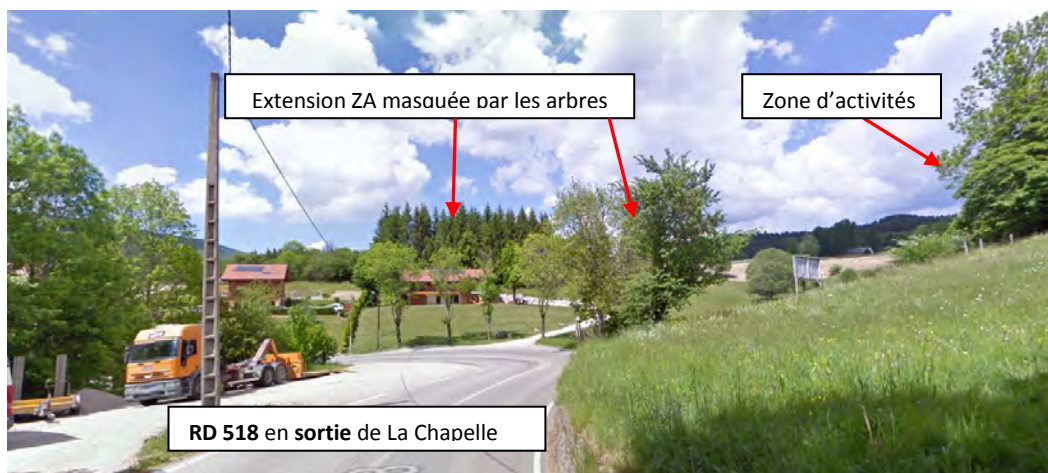 Extension ZA masquée par les arbres
Zone d’activités
RD 518 en sortie de La Chapelle